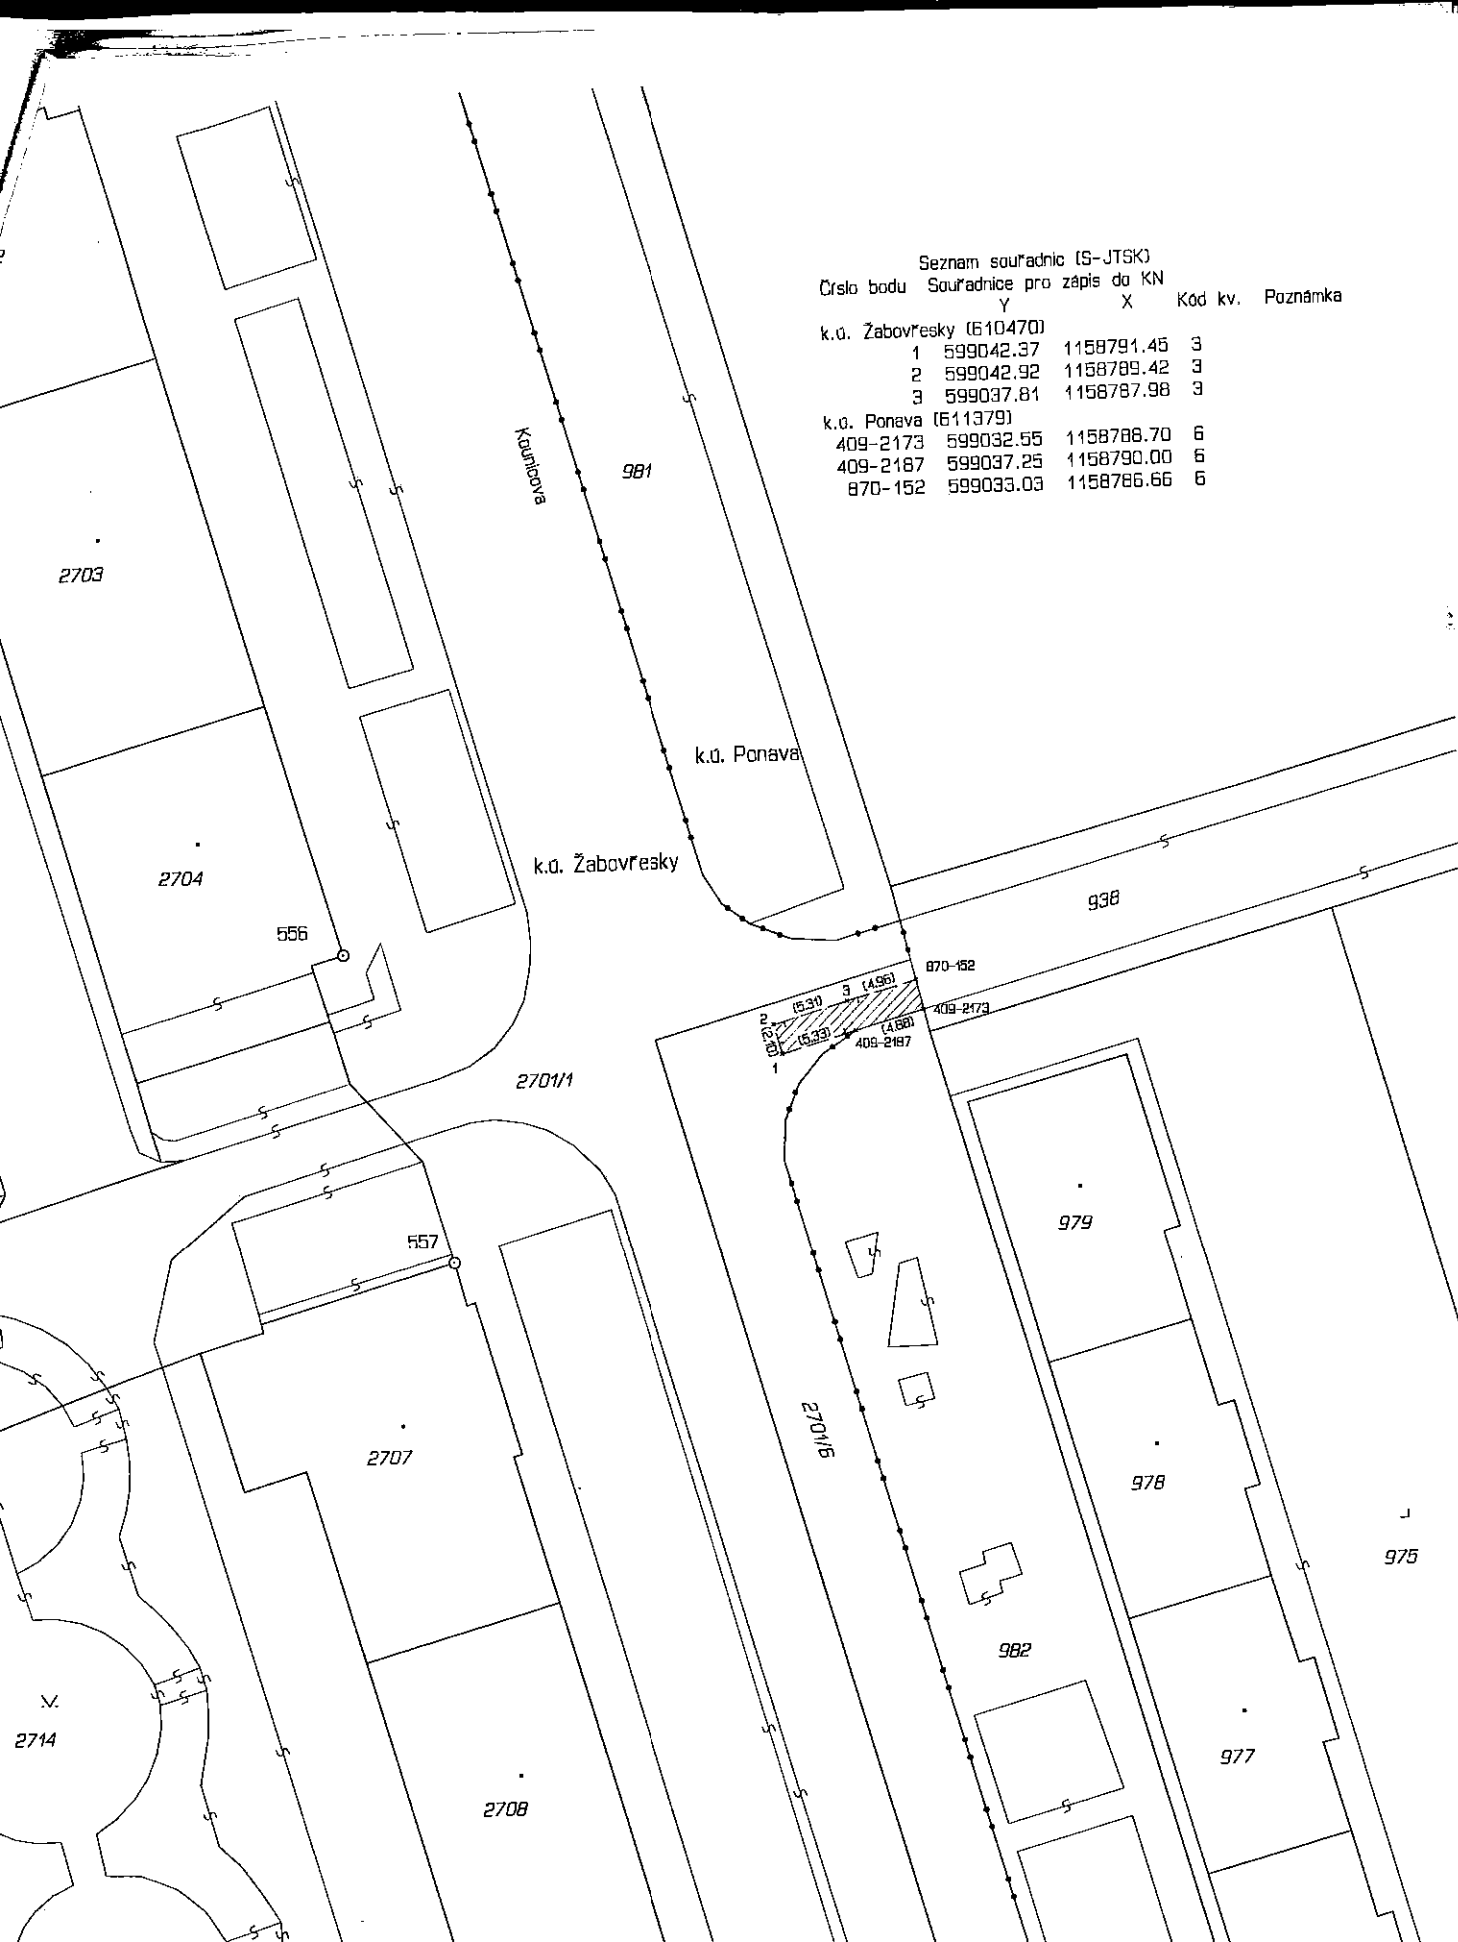 Seznam souřadnic (S-JTSK)
Číslo bodu Souřadnice pro zápis do KN
Y X Kód kv. Poznámka
k.ú. Žabovřesky (610470)
1 599042.37 1158791.45 3
2 599042.92 1158789.42 3
3 599037.81 1158787.98 3
k.ú. Ponava (611379)
409-2173 599032.55 1158788.70 6
409-2187 599037.25 1158790.00 6
870-152 599033.03 1158786.66 6
Kounicova
981
2703
k.ú. Ponava
k.ú. Žabovřesky
2704
938
556
870-152
3 (4.96)
(5.31)
2
409-2173
(4.88)
(5.33)
(2.10)
409-2187
1
2701/1
979
557
2701/6
2707
978
975
982
2714
977
2708